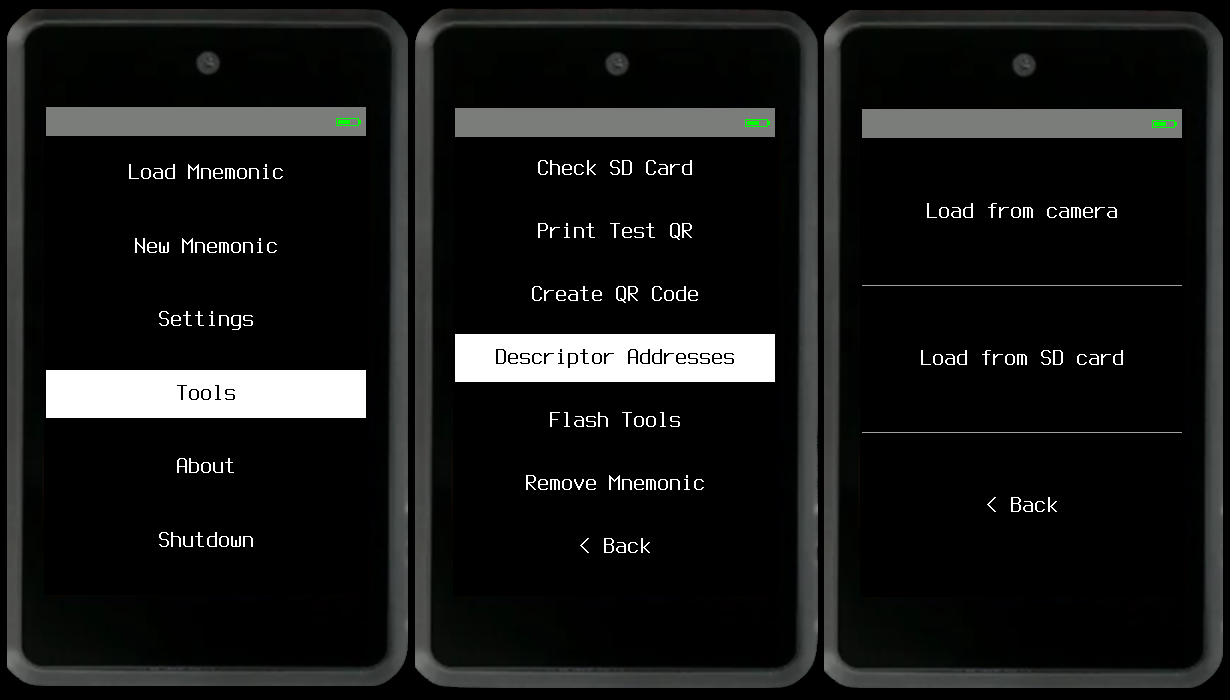 Load Mnemonic
New Mnemonic
Settings
Tools
About
Shutdown
Check SD Card
Print Test QR
Create QR Code
Descriptor Addresses
Flash Tools
Remove Mnemonic
< Back
Load from camera
Load from SD card
< Back